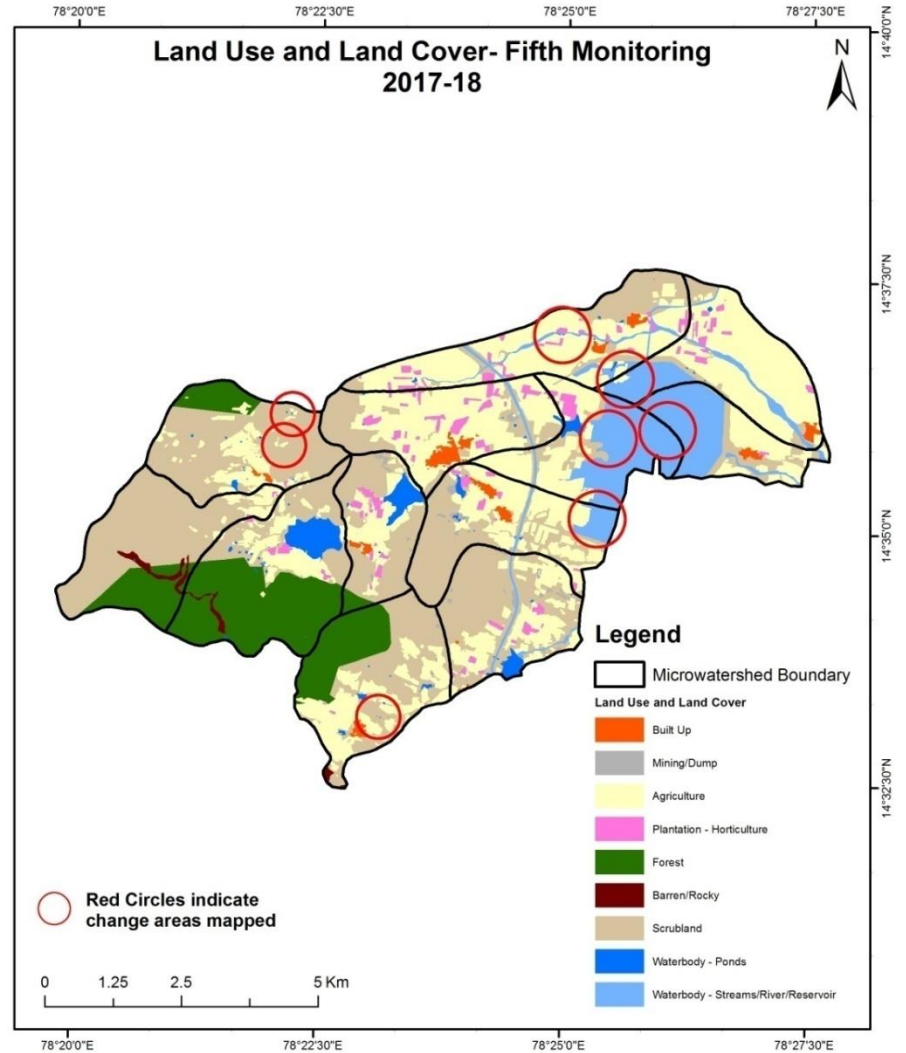 78°20'0"E 78°22'30"E 78°25'0"E 78°27'30"E
Land Use and Land Cover- Fifth Monitoring
2017-18
N
14°40'0"N
14°37'30"N
14°35'0"N
14°32'30"N
Legend
Microwatershed Boundary
Land Use and Land Cover
Built Up
Mining/Dump
Agriculture
Plantation - Horticulture
Forest
Barren/Rocky
Scrubland
Waterbody - Ponds
Waterbody - Streams/River/Reservoir
Red Circles indicate
change areas mapped
0 1.25 2.5 5 Km
78°20'0"E 78°22'30"E 78°25'0"E 78°27'30"E